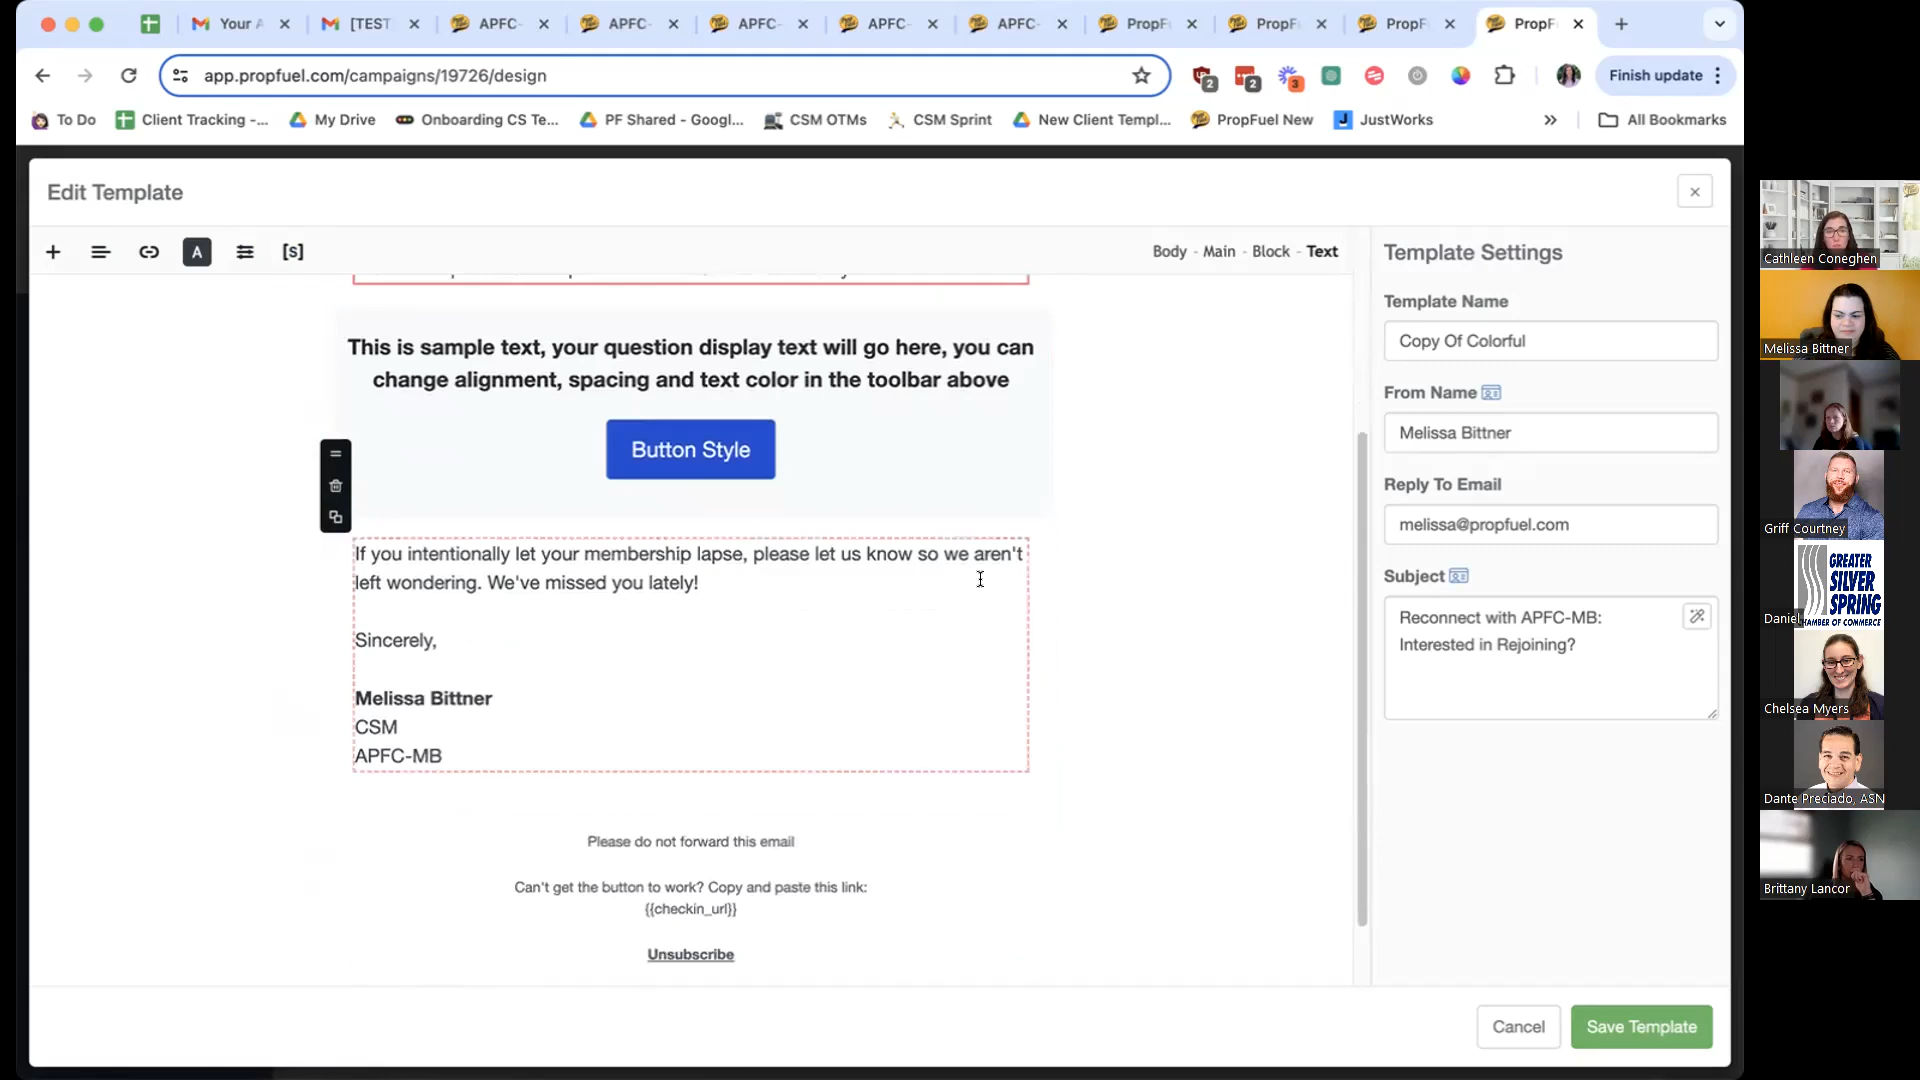 Your A
[TEST
APFC-
APFC-
APFC-
APFC-
APFC-
PropF
PropF
PropF
PropF
app.propfuel.com/campaigns/19726/design
2
2
3
Finish update
To Do
Client Tracking -...
My Drive
Onboarding CS Te...
PF Shared - Googl...
CSM OTMs
CSM Sprint
New Client Templ...
PropFuel New
JustWorks
All Bookmarks
Edit Template
A
[S]
Body - Main - Block - Text
This is sample text, your question display text will go here, you can
change alignment, spacing and text color in the toolbar above
Button Style
If you intentionally let your membership lapse, please let us know so we aren't
left wondering. We've missed you lately!
Sincerely,
Melissa Bittner
CSM
APFC-MB
Please do not forward this email
Can't get the button to work? Copy and paste this link:
{{checkin_url}}
Unsubscribe
Template Settings
Template Name
Copy Of Colorful
From Name
Melissa Bittner
Reply To Email
melissa@propfuel.com
Subject
Reconnect with APFC-MB:
Interested in Rejoining?
Cancel
Save Template
Cathleen Coneghen
Melissa Bittner
Griff Courtney
GREATER
SILVER
SPRING
CHAMBER OF COMMERCE
Daniel
Chelsea Myers
Dante Preciado, ASN
Brittany Lancor